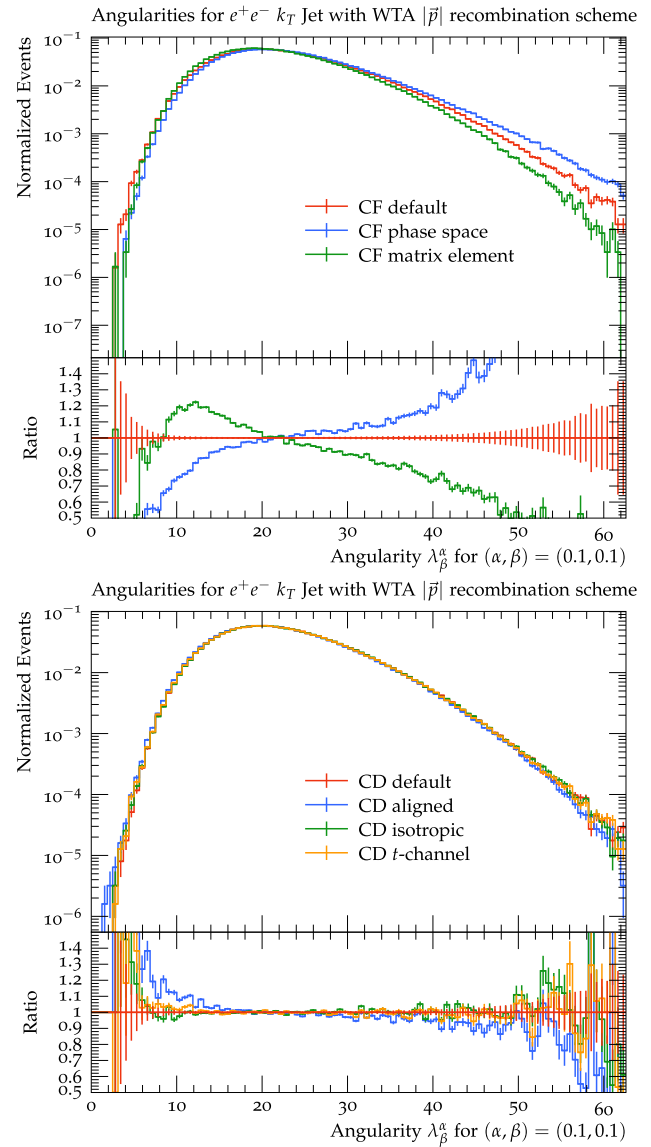 Angularities for e⁺e⁻ k_T Jet with WTA |p⃗| recombination scheme
Normalized Events
10⁻¹
10⁻²
10⁻³
10⁻⁴
10⁻⁵
10⁻⁶
10⁻⁷
CF default
CF phase space
CF matrix element
Ratio
1.4
1.3
1.2
1.1
1
0.9
0.8
0.7
0.6
0.5
0 10 20 30 40 50 60
Angularity λ^α_β for (α, β) = (0.1, 0.1)
Angularities for e⁺e⁻ k_T Jet with WTA |p⃗| recombination scheme
Normalized Events
10⁻¹
10⁻²
10⁻³
10⁻⁴
10⁻⁵
10⁻⁶
CD default
CD aligned
CD isotropic
CD t-channel
Ratio
1.4
1.3
1.2
1.1
1
0.9
0.8
0.7
0.6
0.5
0 10 20 30 40 50 60
Angularity λ^α_β for (α, β) = (0.1, 0.1)